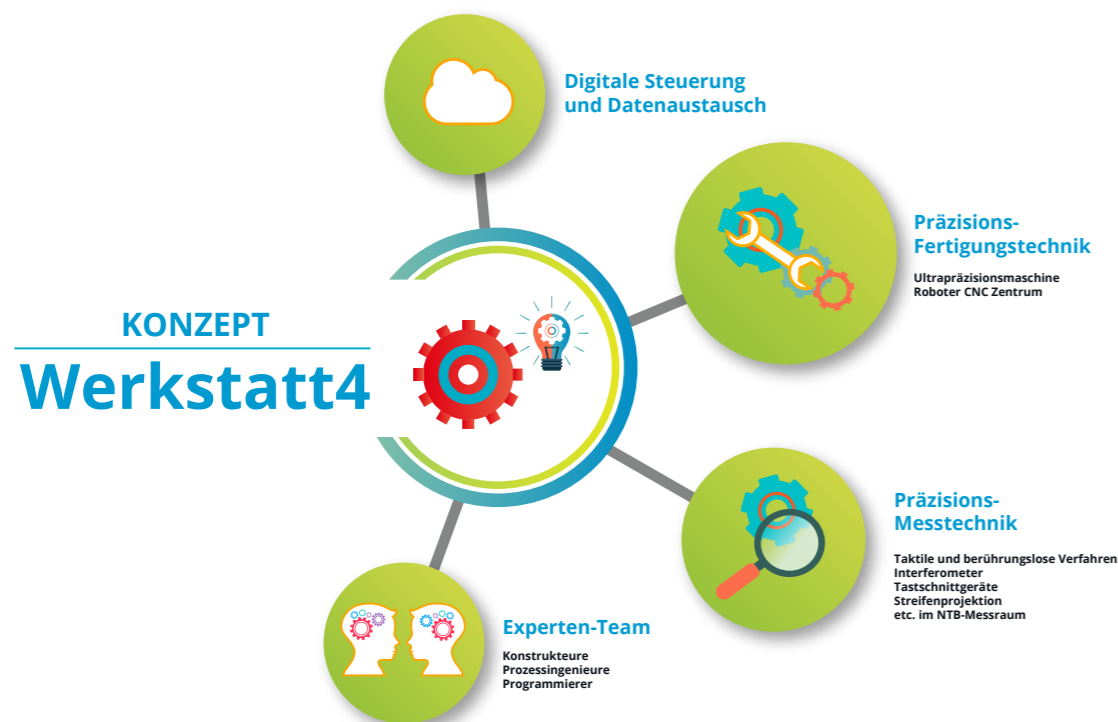 Digitale Steuerung
und Datenaustausch
Präzisions-
Fertigungstechnik
Ultrapräzisionsmaschine
Roboter CNC Zentrum
KONZEPT
Werkstatt4
Präzisions-
Messtechnik
Taktile und berührungslose Verfahren
Interferometer
Tastschnittgeräte
Streifenprojektion
etc. im NTB-Messraum
Experten-Team
Konstrukteure
Prozessingenieure
Programmierer